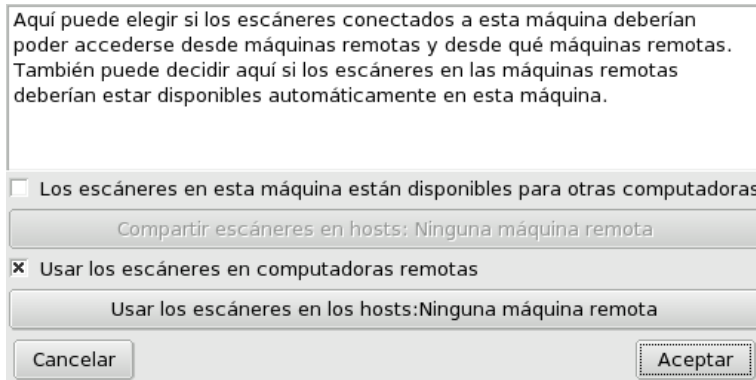 Aquí puede elegir si los escáneres conectados a esta máquina deberían
poder accederse desde máquinas remotas y desde qué máquinas remotas.
También puede decidir aquí si los escáneres en las máquinas remotas
deberían estar disponibles automáticamente en esta máquina.
Los escáneres en esta máquina están disponibles para otras computadoras
Compartir escáneres en hosts: Ninguna máquina remota
Usar los escáneres en computadoras remotas
Usar los escáneres en los hosts:Ninguna máquina remota
Cancelar
Aceptar